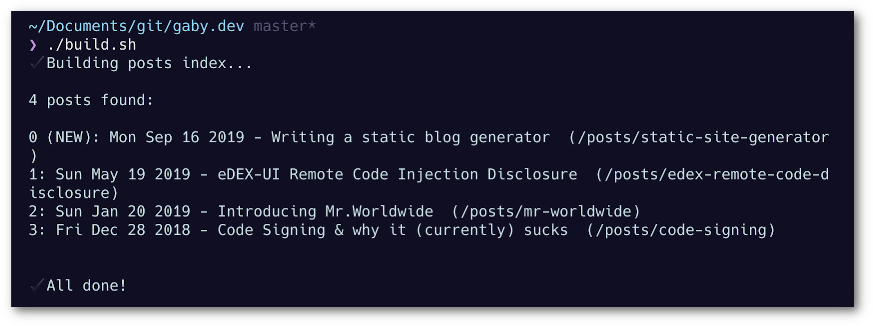 ~/Documents/git/gaby.dev master*
❯ ./build.sh
✓Building posts index...
4 posts found:
0 (NEW): Mon Sep 16 2019 - Writing a static blog generator  (/posts/static-site-generator
)
1: Sun May 19 2019 - eDEX-UI Remote Code Injection Disclosure  (/posts/edex-remote-code-d
isclosure)
2: Sun Jan 20 2019 - Introducing Mr.Worldwide  (/posts/mr-worldwide)
3: Fri Dec 28 2018 - Code Signing & why it (currently) sucks  (/posts/code-signing)
✓All done!